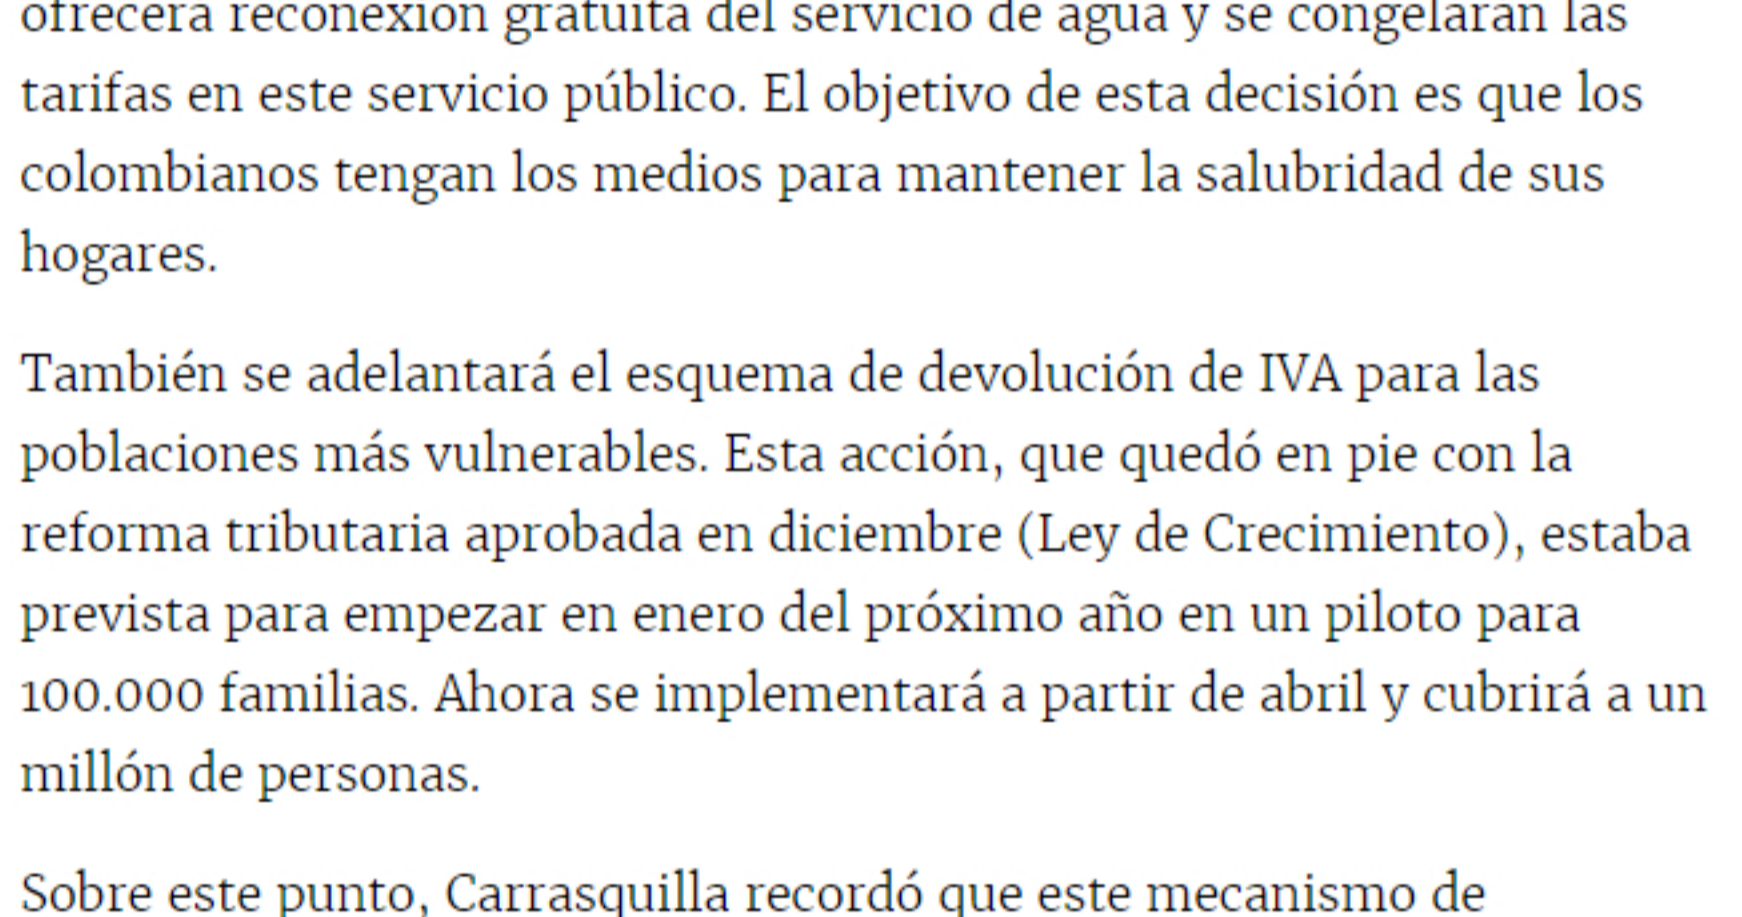 ofrecerá reconexión gratuita del servicio de agua y se congelarán las
tarifas en este servicio público. El objetivo de esta decisión es que los
colombianos tengan los medios para mantener la salubridad de sus
hogares.
También se adelantará el esquema de devolución de IVA para las
poblaciones más vulnerables. Esta acción, que quedó en pie con la
reforma tributaria aprobada en diciembre (Ley de Crecimiento), estaba
prevista para empezar en enero del próximo año en un piloto para
100.000 familias. Ahora se implementará a partir de abril y cubrirá a un
millón de personas.
Sobre este punto, Carrasquilla recordó que este mecanismo de